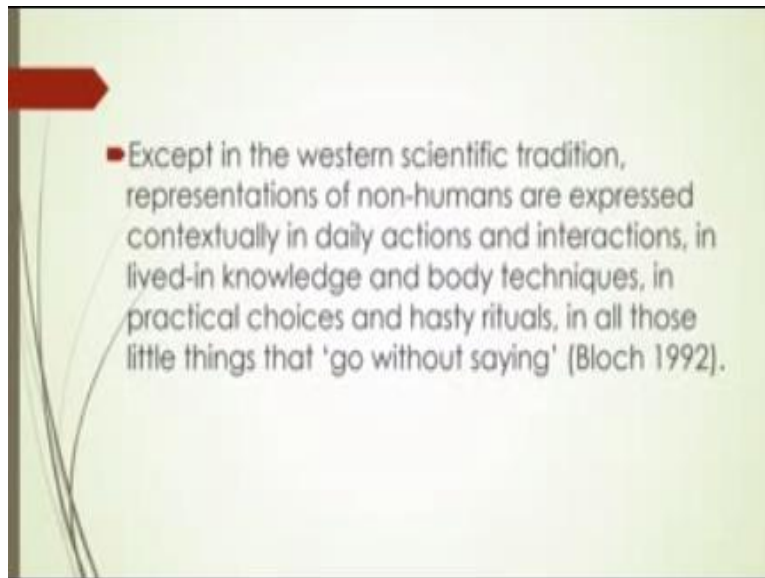 Except in the western scientific tradition,
representations of non-humans are expressed
contextually in daily actions and interactions, in
lived-in knowledge and body techniques, in
practical choices and hasty rituals, in all those
little things that ‘go without saying’ (Bloch 1992).